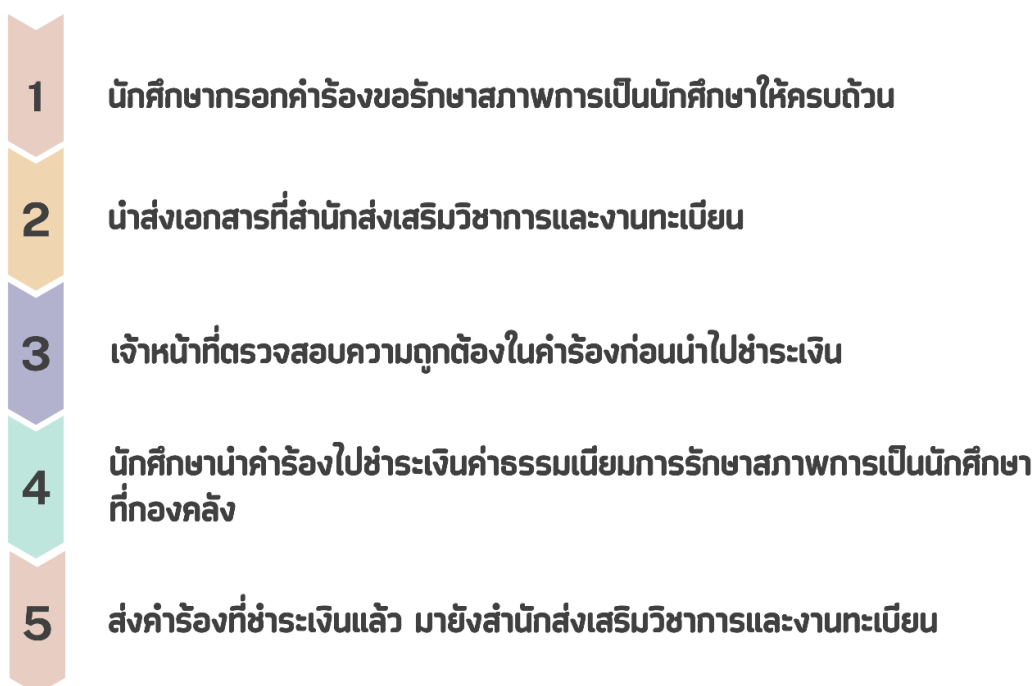 1
นักศึกษากรอกคำร้องขอรักษาสภาพการเป็นนักศึกษาให้ครบถ้วน
2
นำส่งเอกสารที่สำนักส่งเสริมวิชาการและงานทะเบียน
3
เจ้าหน้าที่ตรวจสอบความถูกต้องในคำร้องก่อนนำไปชำระเงิน
4
นักศึกษานำคำร้องไปชำระเงินค่าธรรมเนียมการรักษาสภาพการเป็นนักศึกษา
ที่กองคลัง
5
ส่งคำร้องที่ชำระเงินแล้ว มายังสำนักส่งเสริมวิชาการและงานทะเบียน